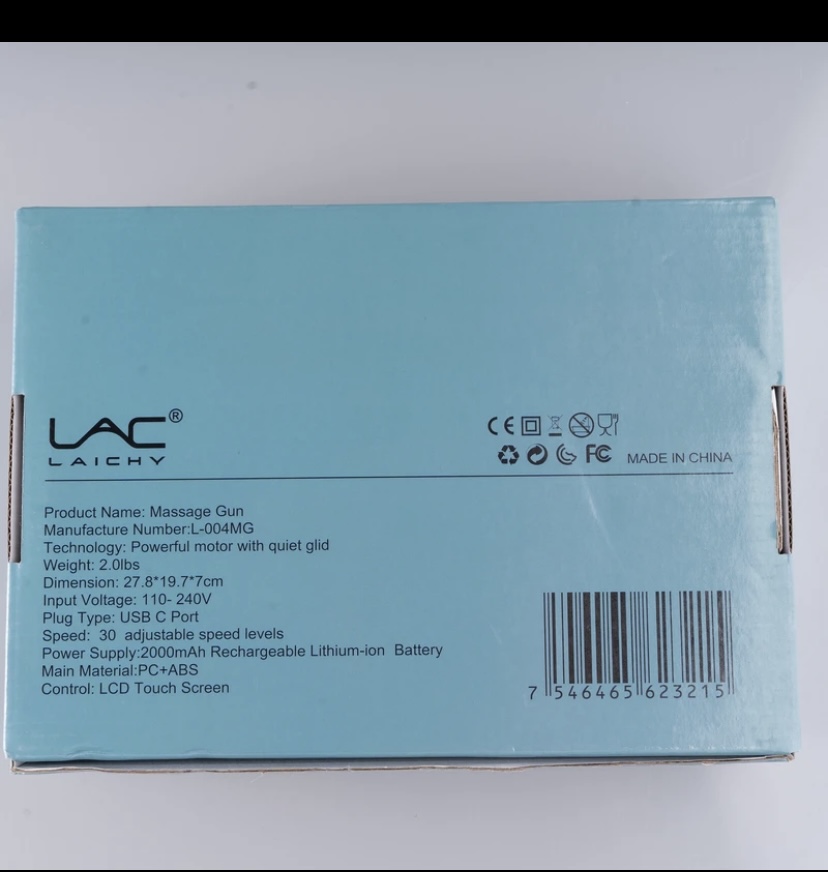 LAC®
LAICHY
CE
FC MADE IN CHINA
Product Name: Massage Gun
Manufacture Number:L-004MG
Technology: Powerful motor with quiet glid
Weight: 2.0lbs
Dimension: 27.8*19.7*7cm
Input Voltage: 110- 240V
Plug Type: USB C Port
Speed: 30 adjustable speed levels
Power Supply:2000mAh Rechargeable Lithium-ion Battery
Main Material:PC+ABS
Control: LCD Touch Screen
7 546465 623215